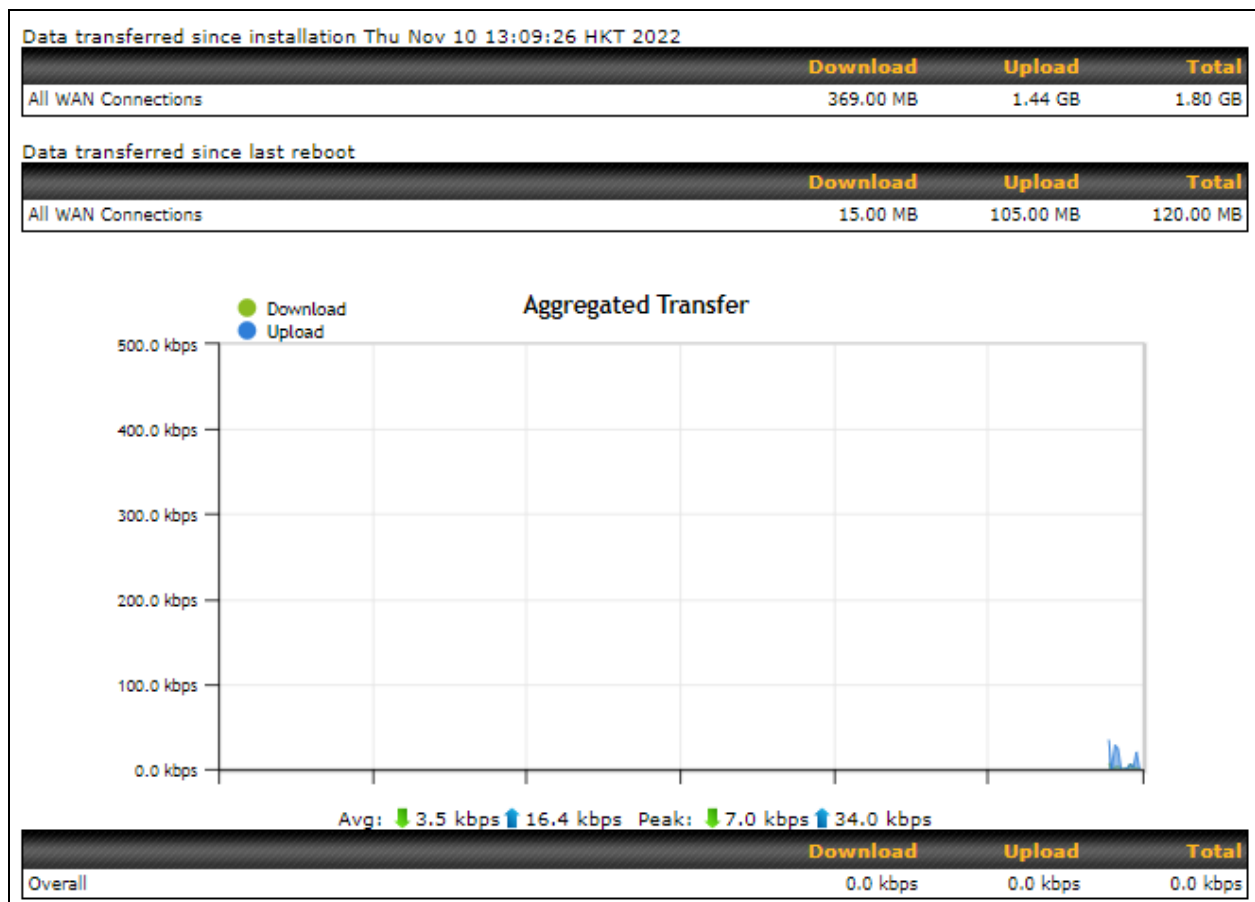 Data transferred since installation Thu Nov 10 13:09:26 HKT 2022
Download Upload Total
All WAN Connections 369.00 MB 1.44 GB 1.80 GB
Data transferred since last reboot
Download Upload Total
All WAN Connections 15.00 MB 105.00 MB 120.00 MB
Aggregated Transfer
Download
Upload
500.0 kbps
400.0 kbps
300.0 kbps
200.0 kbps
100.0 kbps
0.0 kbps
Avg: 3.5 kbps 16.4 kbps Peak: 7.0 kbps 34.0 kbps
Download Upload Total
Overall 0.0 kbps 0.0 kbps 0.0 kbps